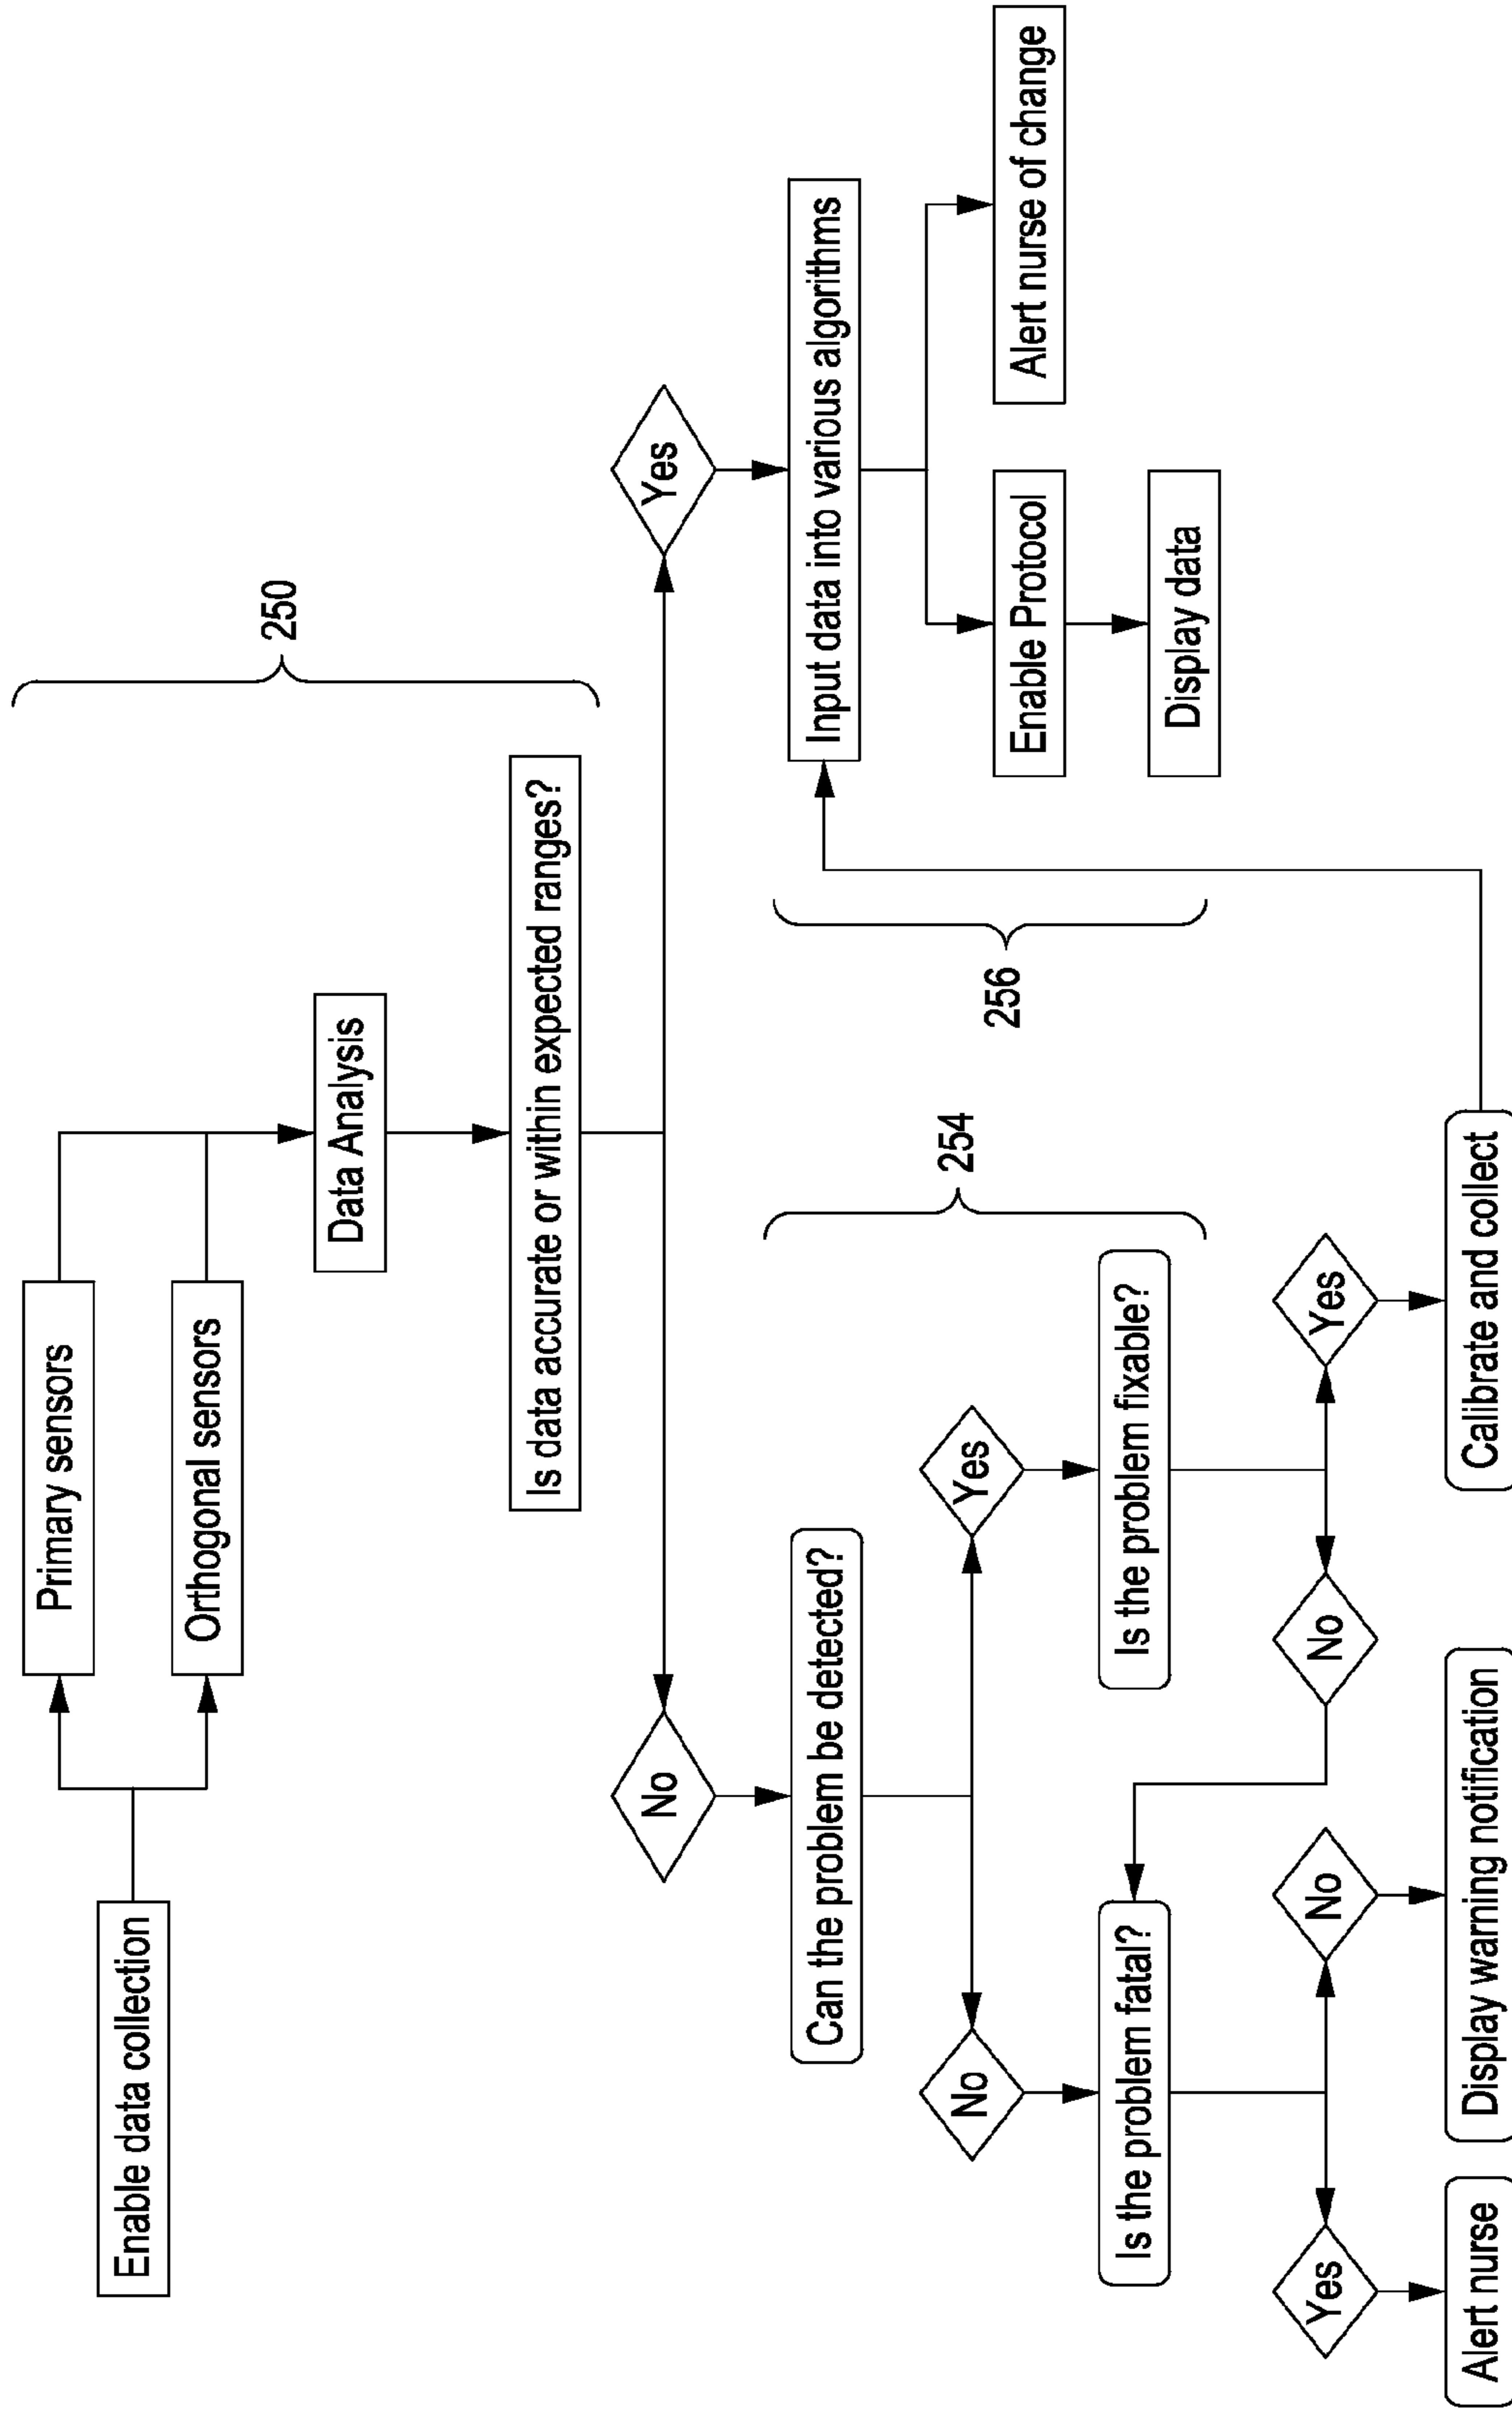 Enable data collection
Primary sensors
Orthogonal sensors
Data Analysis
Is data accurate or within expected ranges?
250
No
Yes
Can the problem be detected?
Input data into various algorithms
254
256
No
Yes
Enable Protocol
Alert nurse of change
Is the problem fatal?
Is the problem fixable?
Display data
Yes
No
No
Yes
Alert nurse
Display warning notification
Calibrate and collect